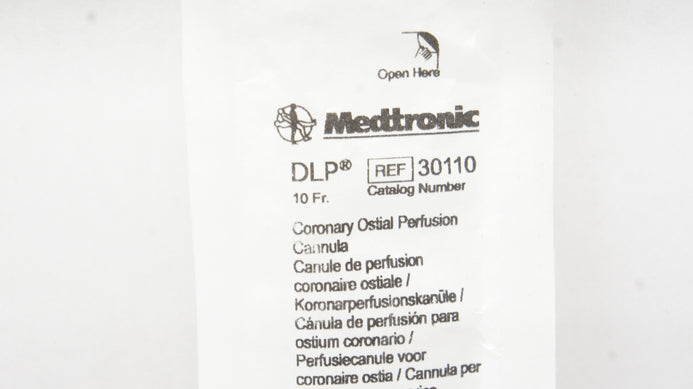 Open Here
Medtronic
DLP® REF 30110
10 Fr. Catalog Number
Coronary Ostial Perfusion
Cannula
Canule de perfusion
coronaire ostiale /
Koronarperfusionskanüle /
Cánula de perfusión para
ostium coronario /
Perfusiecanule voor
coronaire ostia / Cannula per